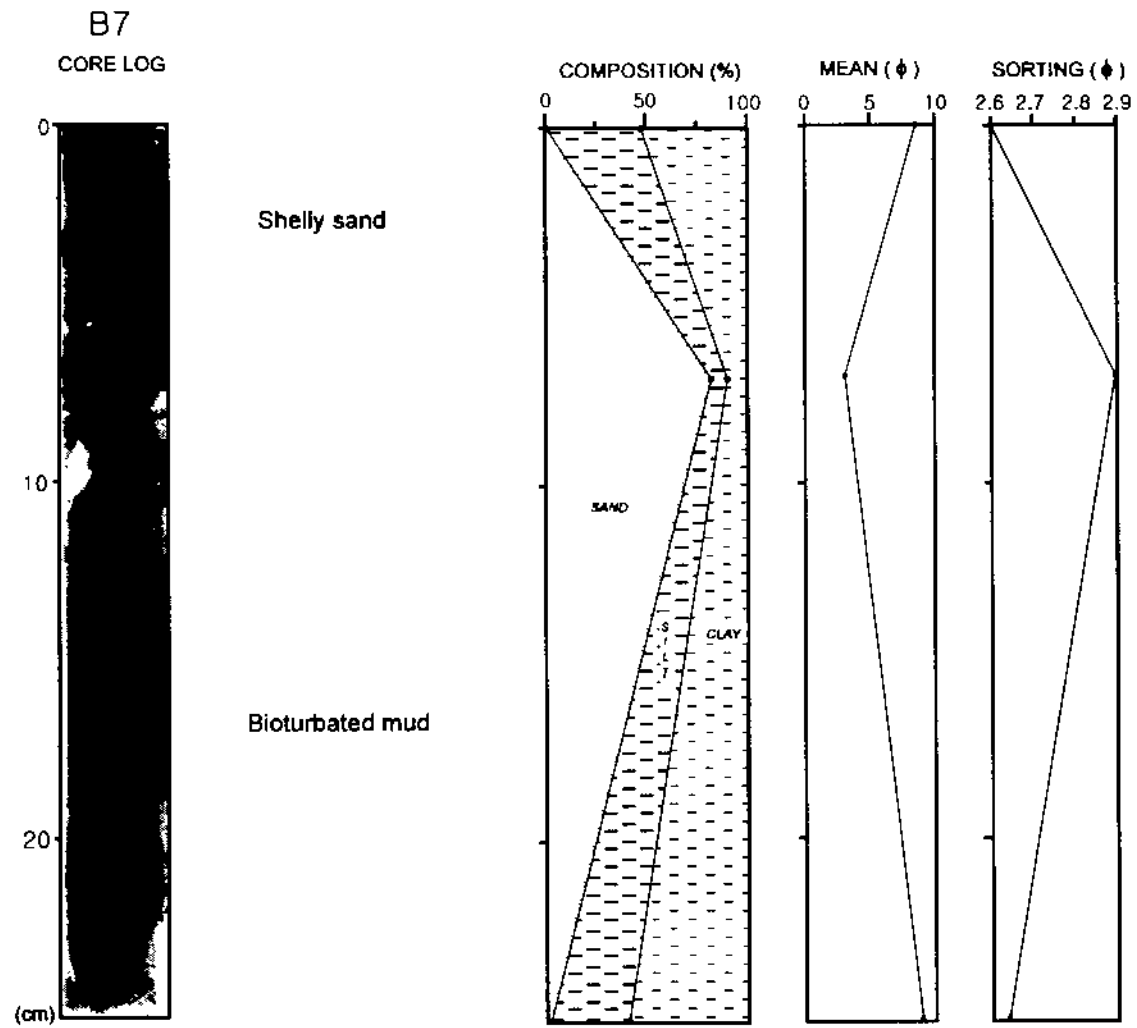 B7
CORE LOG
COMPOSITION (%)
MEAN (ϕ)
SORTING (ϕ)
0 50 100
0 5 10
2.6 2.7 2.8 2.9
0
Shelly sand
10
SAND
SILT
CLAY
Bioturbated mud
20
(cm)